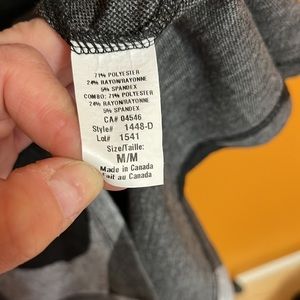 71% POLYESTER
24% RAYON/RAYONNE
5% SPANDEX
COMBO: 71% POLYESTER
24% RAYON/RAYONNE
5% SPANDEX
CA# 04546
Style# 1448-D
Lot# 1541
Size/Taille:
M/M
Made in Canada
Fait au Canada